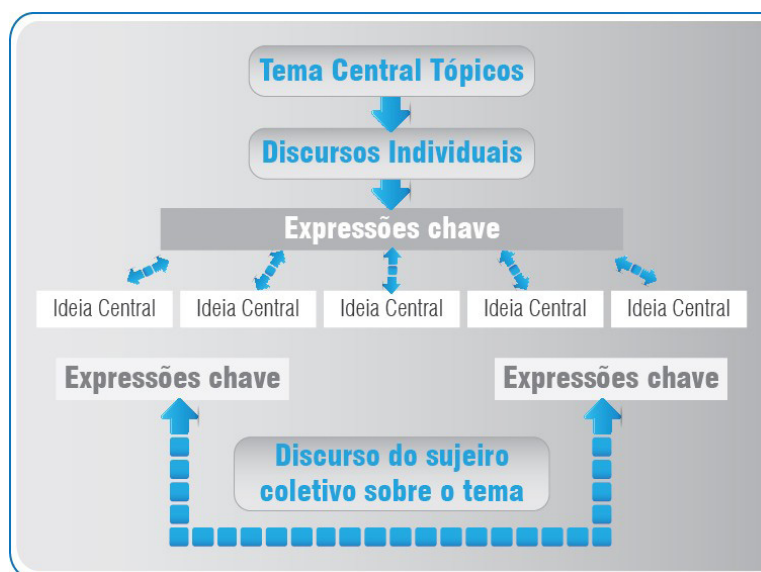 Tema Central Tópicos
Discursos Individuais
Expressões chave
Ideia Central
Ideia Central
Ideia Central
Ideia Central
Ideia Central
Expressões chave
Expressões chave
Discurso do sujeiro
coletivo sobre o tema